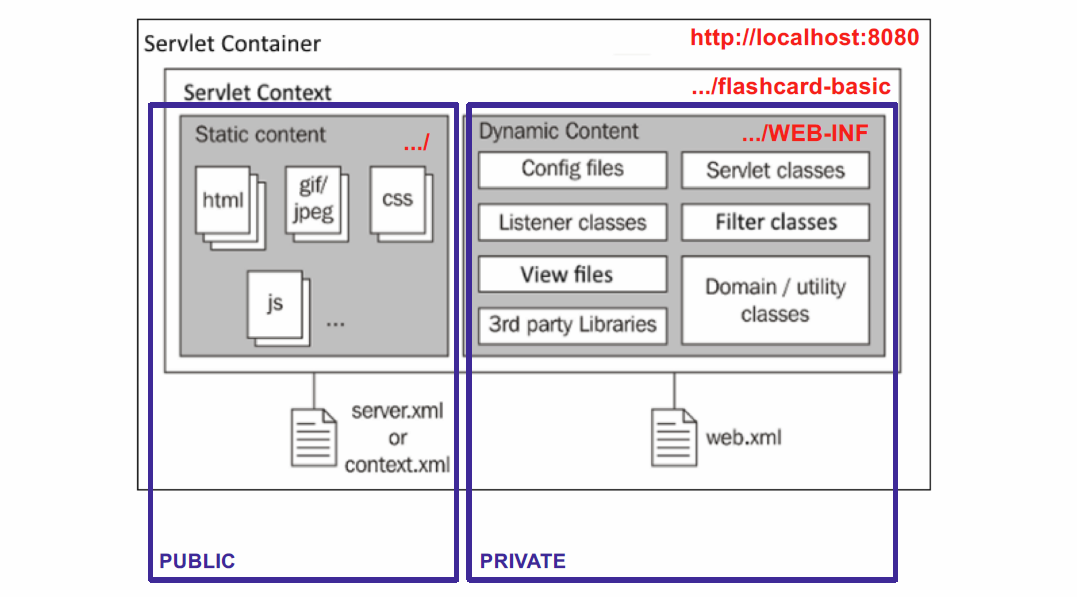 Servlet Container
http://localhost:8080
Servlet Context
.../flashcard-basic
Static content
.../
html
gif/
jpeg
css
js
...
Dynamic Content
.../WEB-INF
Config files
Servlet classes
Listener classes
Filter classes
View files
Domain / utility
classes
3rd party Libraries
server.xml
or
context.xml
web.xml
PUBLIC
PRIVATE